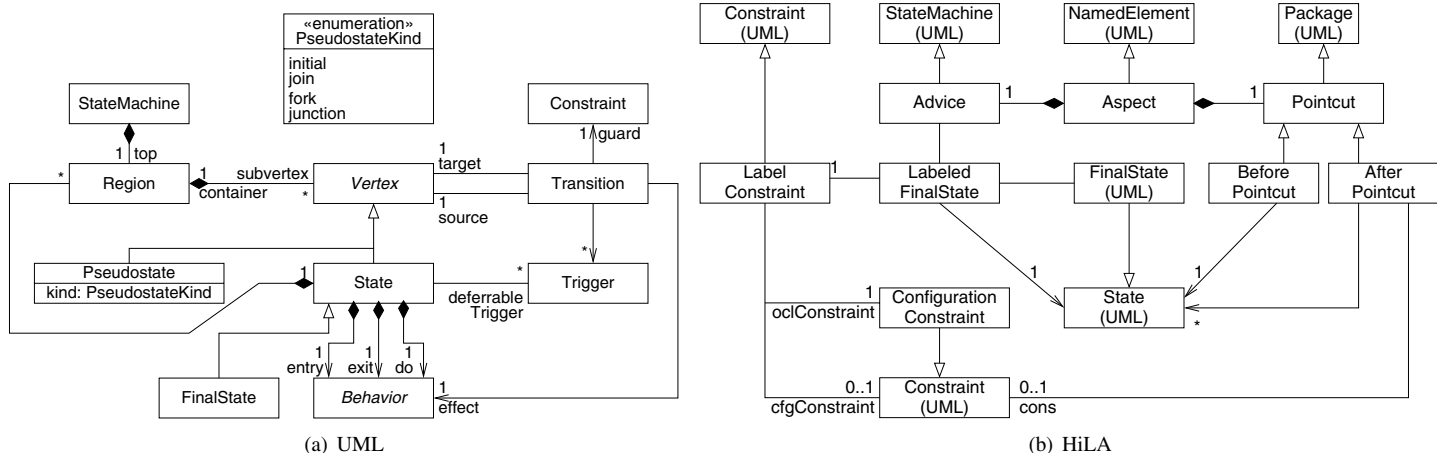 «enumeration»
PseudostateKind
initial
join
fork
junction
StateMachine
Constraint
1
top
1
guard
Region
*
1
container
subvertex
*
Vertex
1
target
1
source
Transition
Pseudostate
kind: PseudostateKind
1
State
*
deferrable
Trigger
*
Trigger
1
entry
1
exit
1
do
FinalState
Behavior
1
effect
(a) UML
Constraint
(UML)
StateMachine
(UML)
NamedElement
(UML)
Package
(UML)
Advice
1
Aspect
1
Pointcut
Label
Constraint
1
Labeled
FinalState
FinalState
(UML)
Before
Pointcut
After
Pointcut
1
oclConstraint
Configuration
Constraint
1
State
(UML)
1
*
0..1
cfgConstraint
Constraint
(UML)
0..1
cons
(b) HiLA